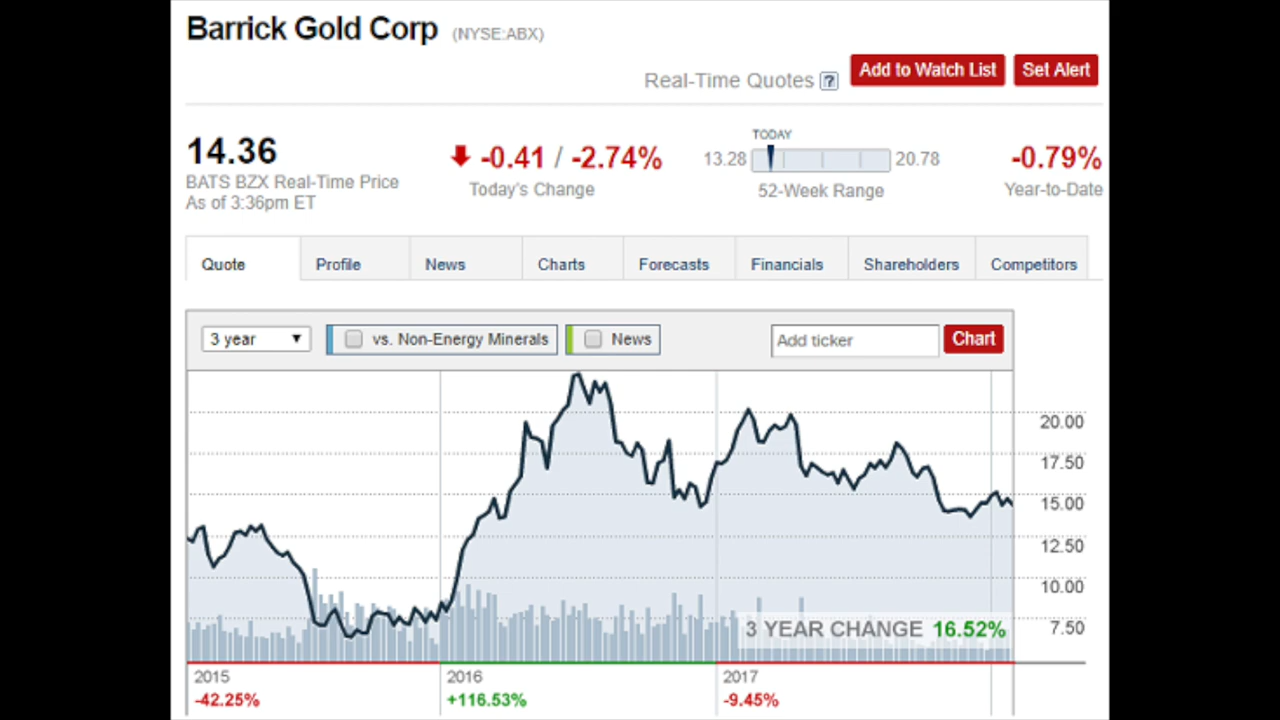 Barrick Gold Corp (NYSE:ABX)
Real-Time Quotes ? Add to Watch List Set Alert
TODAY
14.36 -0.41 / -2.74% 13.28 20.78 -0.79%
BATS BZX Real-Time Price Today's Change 52-Week Range Year-to-Date
As of 3:36pm ET
Quote Profile News Charts Forecasts Financials Shareholders Competitors
3 year vs. Non-Energy Minerals News Add ticker Chart
20.00
17.50
15.00
12.50
10.00
7.50
3 YEAR CHANGE 16.52%
2015 2016 2017
-42.25% +116.53% -9.45%